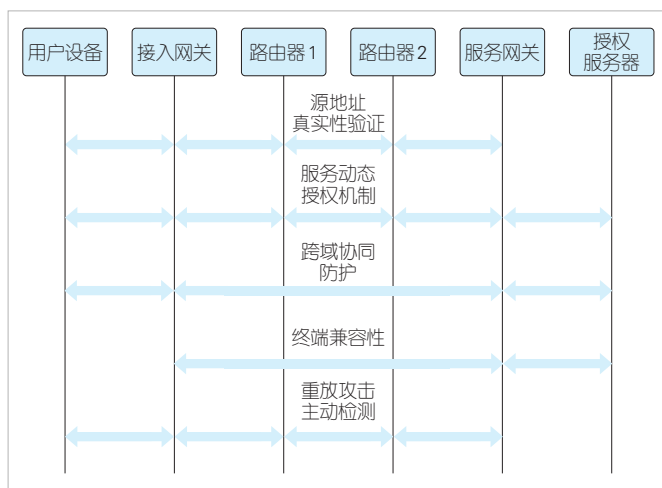 用户设备
接入网关
路由器1
路由器2
服务网关
授权
服务器
源地址
真实性验证
服务动态
授权机制
跨域协同
防护
终端兼容性
重放攻击
主动检测